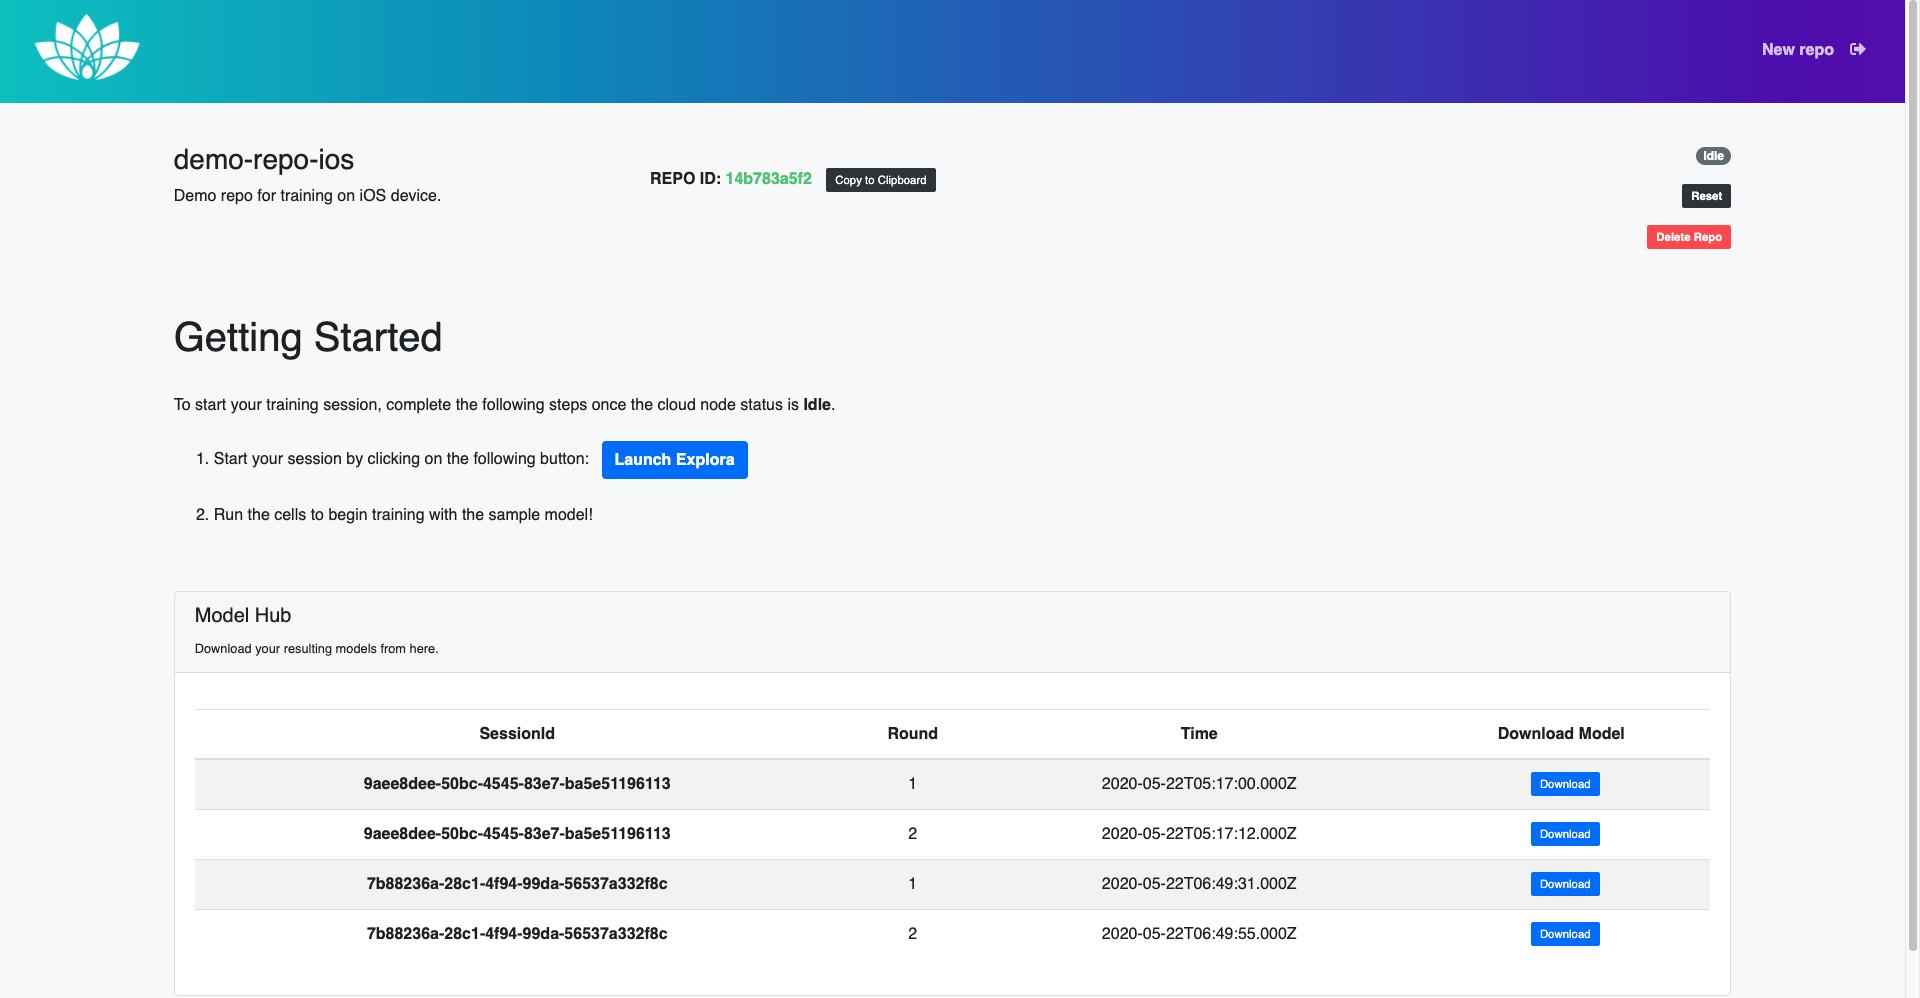 New repo
demo-repo-ios
Demo repo for training on iOS device.
REPO ID: 14b783a5f2 Copy to Clipboard
Idle
Reset
Delete Repo
Getting Started
To start your training session, complete the following steps once the cloud node status is Idle.
1. Start your session by clicking on the following button: Launch Explora
2. Run the cells to begin training with the sample model!
Model Hub
Download your resulting models from here.
SessionId Round Time Download Model
9aee8dee-50bc-4545-83e7-ba5e51196113 1 2020-05-22T05:17:00.000Z Download
9aee8dee-50bc-4545-83e7-ba5e51196113 2 2020-05-22T05:17:12.000Z Download
7b88236a-28c1-4f94-99da-56537a332f8c 1 2020-05-22T06:49:31.000Z Download
7b88236a-28c1-4f94-99da-56537a332f8c 2 2020-05-22T06:49:55.000Z Download